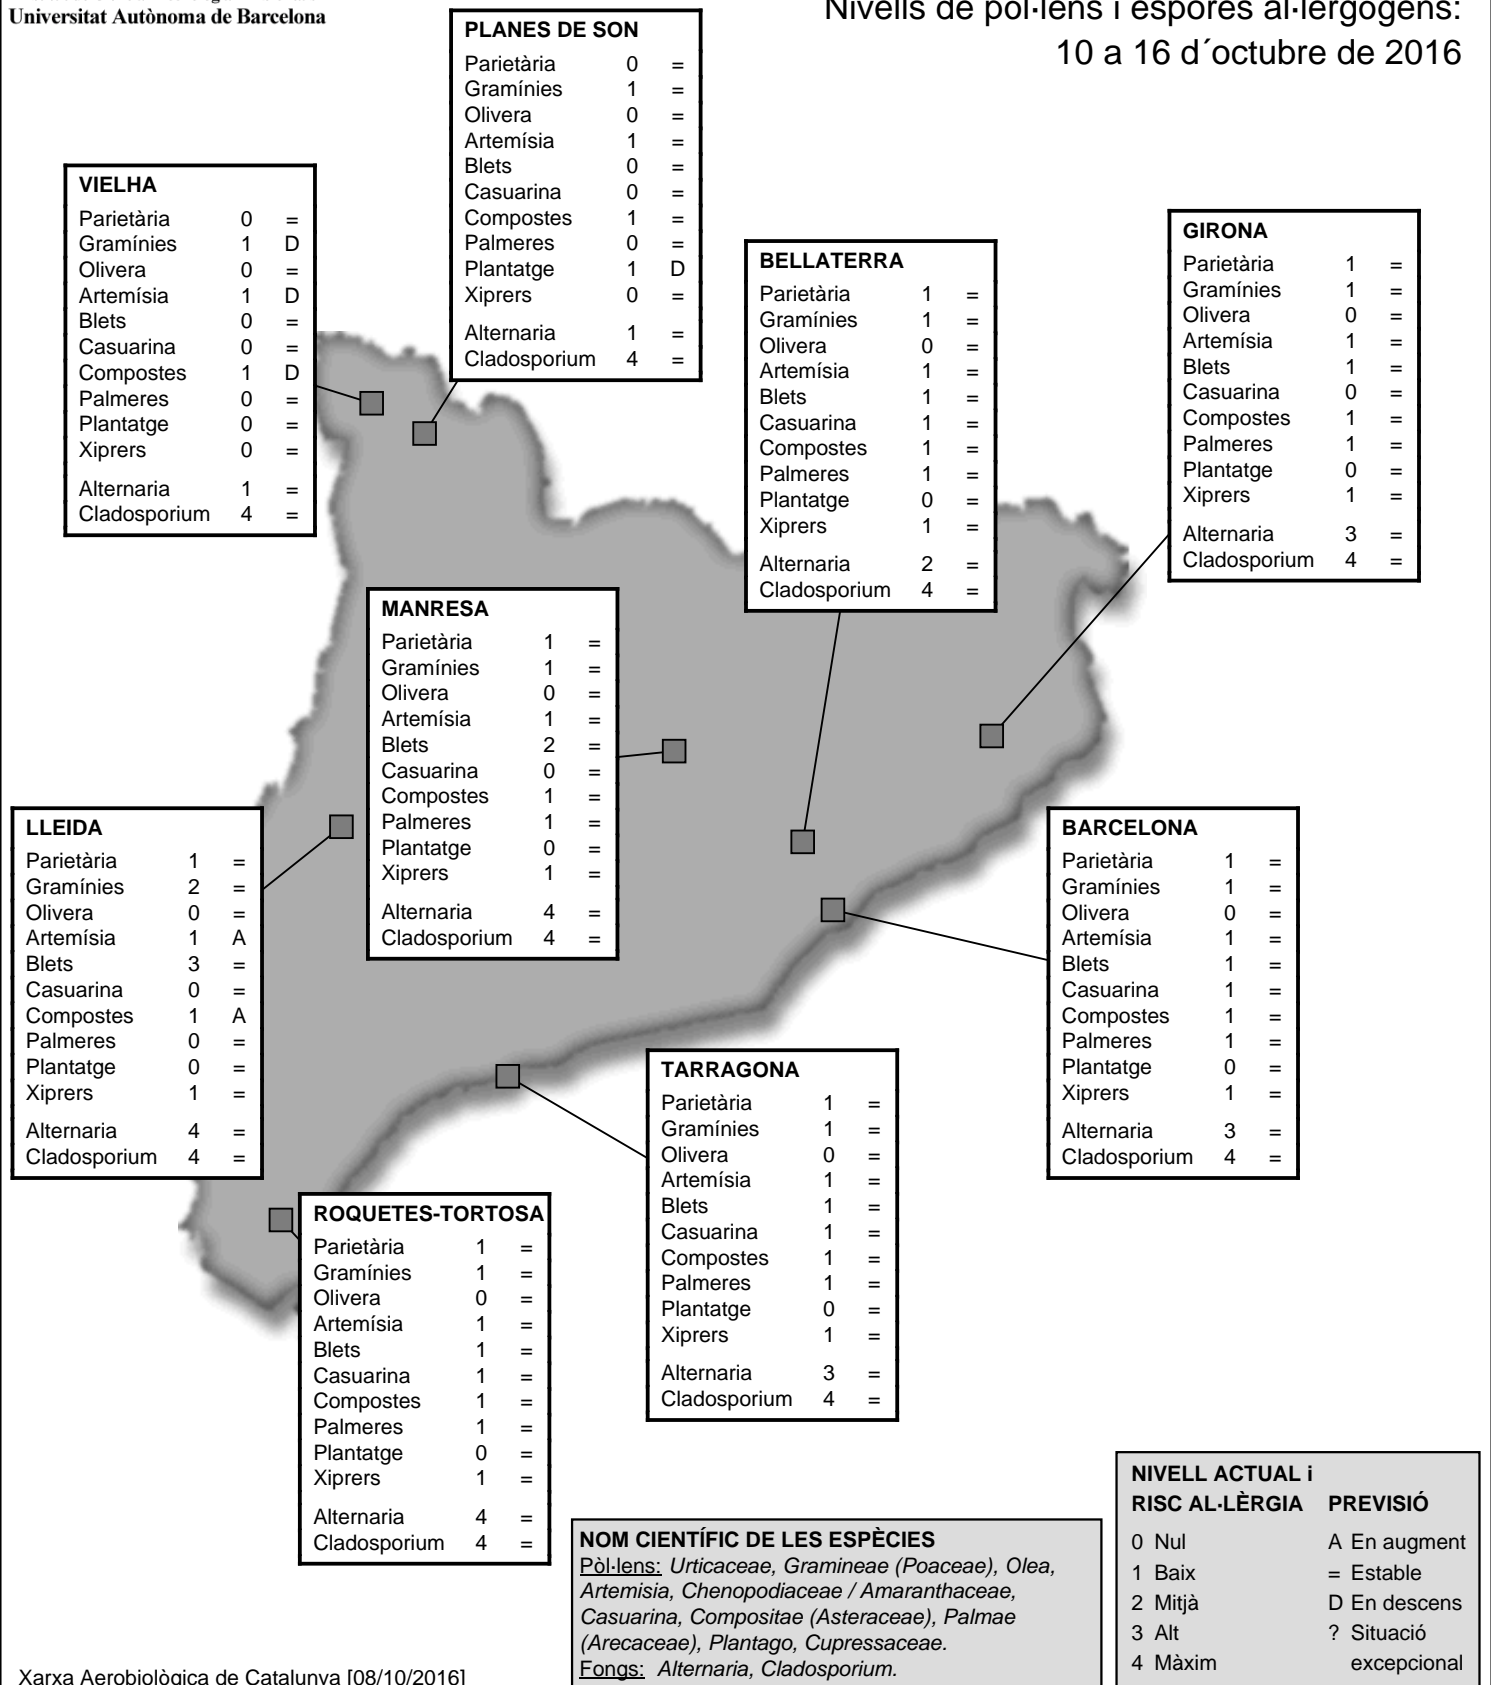 Universitat Autònoma de Barcelona
Nivells de pol·lens i espores al·lergògens:
10 a 16 d´octubre de 2016
PLANES DE SON
Parietària 0 =
Gramínies 1 =
Olivera 0 =
Artemísia 1 =
Blets 0 =
Casuarina 0 =
Compostes 1 =
Palmeres 0 =
Plantatge 1 D
Xiprers 0 =
Alternaria 1 =
Cladosporium 4 =
VIELHA
Parietària 0 =
Gramínies 1 D
Olivera 0 =
Artemísia 1 D
Blets 0 =
Casuarina 0 =
Compostes 1 D
Palmeres 0 =
Plantatge 0 =
Xiprers 0 =
Alternaria 1 =
Cladosporium 4 =
BELLATERRA
Parietària 1 =
Gramínies 1 =
Olivera 0 =
Artemísia 1 =
Blets 1 =
Casuarina 1 =
Compostes 1 =
Palmeres 1 =
Plantatge 0 =
Xiprers 1 =
Alternaria 2 =
Cladosporium 4 =
GIRONA
Parietària 1 =
Gramínies 1 =
Olivera 0 =
Artemísia 1 =
Blets 1 =
Casuarina 0 =
Compostes 1 =
Palmeres 1 =
Plantatge 0 =
Xiprers 1 =
Alternaria 3 =
Cladosporium 4 =
MANRESA
Parietària 1 =
Gramínies 1 =
Olivera 0 =
Artemísia 1 =
Blets 2 =
Casuarina 0 =
Compostes 1 =
Palmeres 1 =
Plantatge 0 =
Xiprers 1 =
Alternaria 4 =
Cladosporium 4 =
LLEIDA
Parietària 1 =
Gramínies 2 =
Olivera 0 =
Artemísia 1 A
Blets 3 =
Casuarina 0 =
Compostes 1 A
Palmeres 0 =
Plantatge 0 =
Xiprers 1 =
Alternaria 4 =
Cladosporium 4 =
BARCELONA
Parietària 1 =
Gramínies 1 =
Olivera 0 =
Artemísia 1 =
Blets 1 =
Casuarina 1 =
Compostes 1 =
Palmeres 1 =
Plantatge 0 =
Xiprers 1 =
Alternaria 3 =
Cladosporium 4 =
TARRAGONA
Parietària 1 =
Gramínies 1 =
Olivera 0 =
Artemísia 1 =
Blets 1 =
Casuarina 1 =
Compostes 1 =
Palmeres 1 =
Plantatge 0 =
Xiprers 1 =
Alternaria 3 =
Cladosporium 4 =
ROQUETES-TORTOSA
Parietària 1 =
Gramínies 1 =
Olivera 0 =
Artemísia 1 =
Blets 1 =
Casuarina 1 =
Compostes 1 =
Palmeres 1 =
Plantatge 0 =
Xiprers 1 =
Alternaria 4 =
Cladosporium 4 =
NOM CIENTÍFIC DE LES ESPÈCIES
Pòl·lens: Urticaceae, Gramineae (Poaceae), Olea,
Artemisia, Chenopodiaceae / Amaranthaceae,
Casuarina, Compositae (Asteraceae), Palmae
(Arecaceae), Plantago, Cupressaceae.
Fongs: Alternaria, Cladosporium.
NIVELL ACTUAL i
RISC AL·LÈRGIA PREVISIÓ
0 Nul A En augment
1 Baix = Estable
2 Mitjà D En descens
3 Alt ? Situació
4 Màxim excepcional
Xarxa Aerobiològica de Catalunya [08/10/2016]